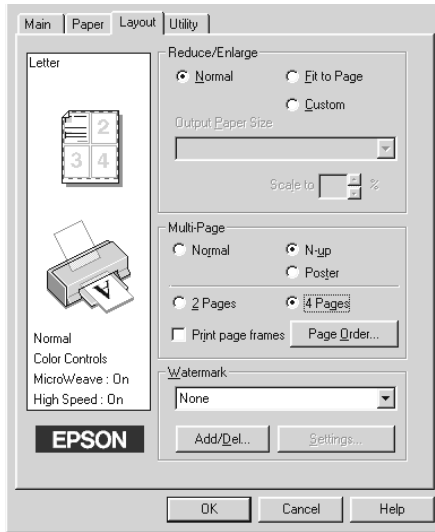 Main Paper Layout Utility
Letter
2
3 4
A
Normal
Color Controls
MicroWeave : On
High Speed : On
EPSON
Reduce/Enlarge
Normal Fit to Page
Custom
Output Paper Size
Scale to %
Multi-Page
Normal N-up
Poster
2 Pages 4 Pages
Print page frames Page Order...
Watermark
None
Add/Del... Settings...
OK Cancel Help